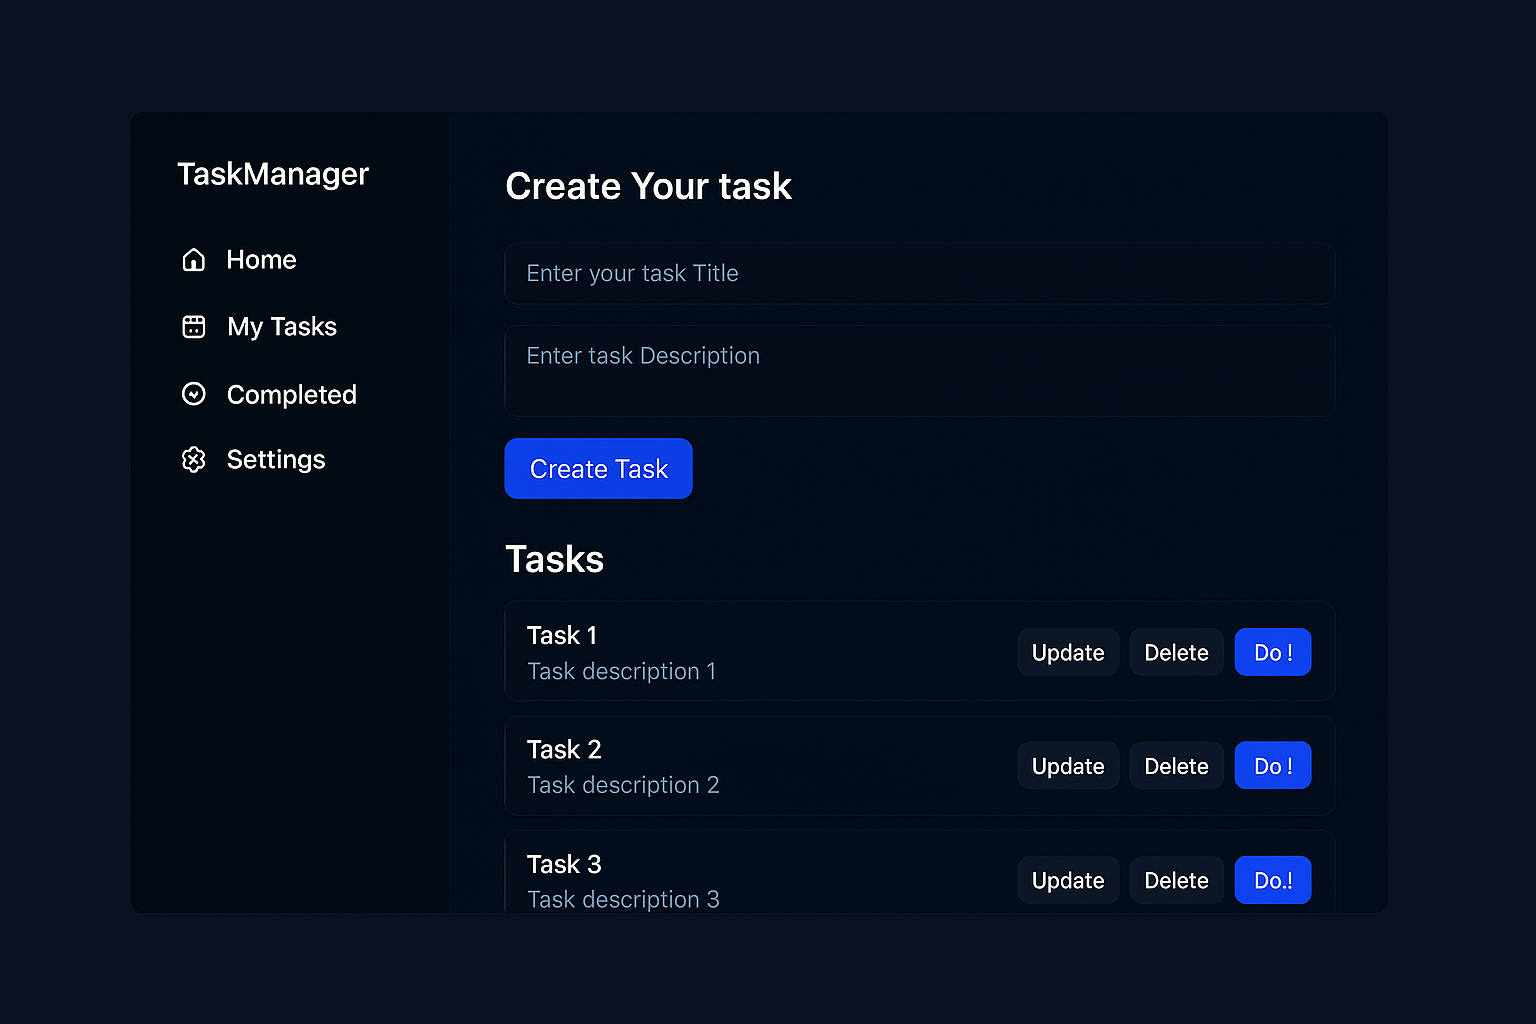 TaskManager
Home
My Tasks
Completed
Settings
Create Your task
Enter your task Title
Enter task Description
Create Task
Tasks
Task 1
Task description 1
Update Delete Do !
Task 2
Task description 2
Update Delete Do !
Task 3
Task description 3
Update Delete Do.!